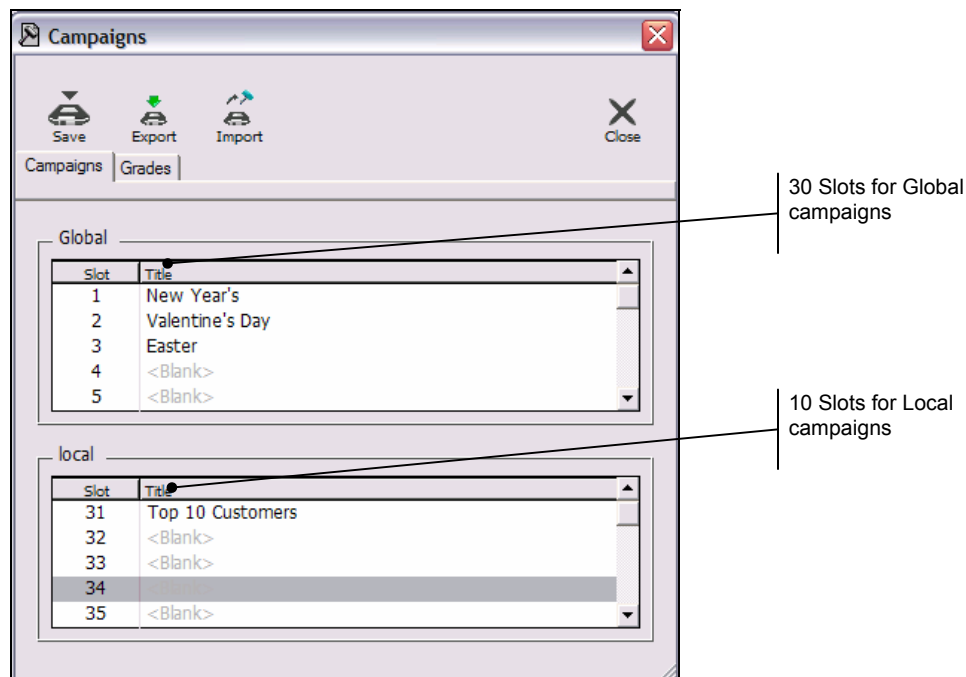 Campaigns
Save Export Import Close
Campaigns Grades
30 Slots for Global
campaigns
Global
Slot Title
1 New Year's
2 Valentine's Day
3 Easter
4 <Blank>
5 <Blank>
10 Slots for Local
campaigns
local
Slot Title
31 Top 10 Customers
32 <Blank>
33 <Blank>
34
35 <Blank>